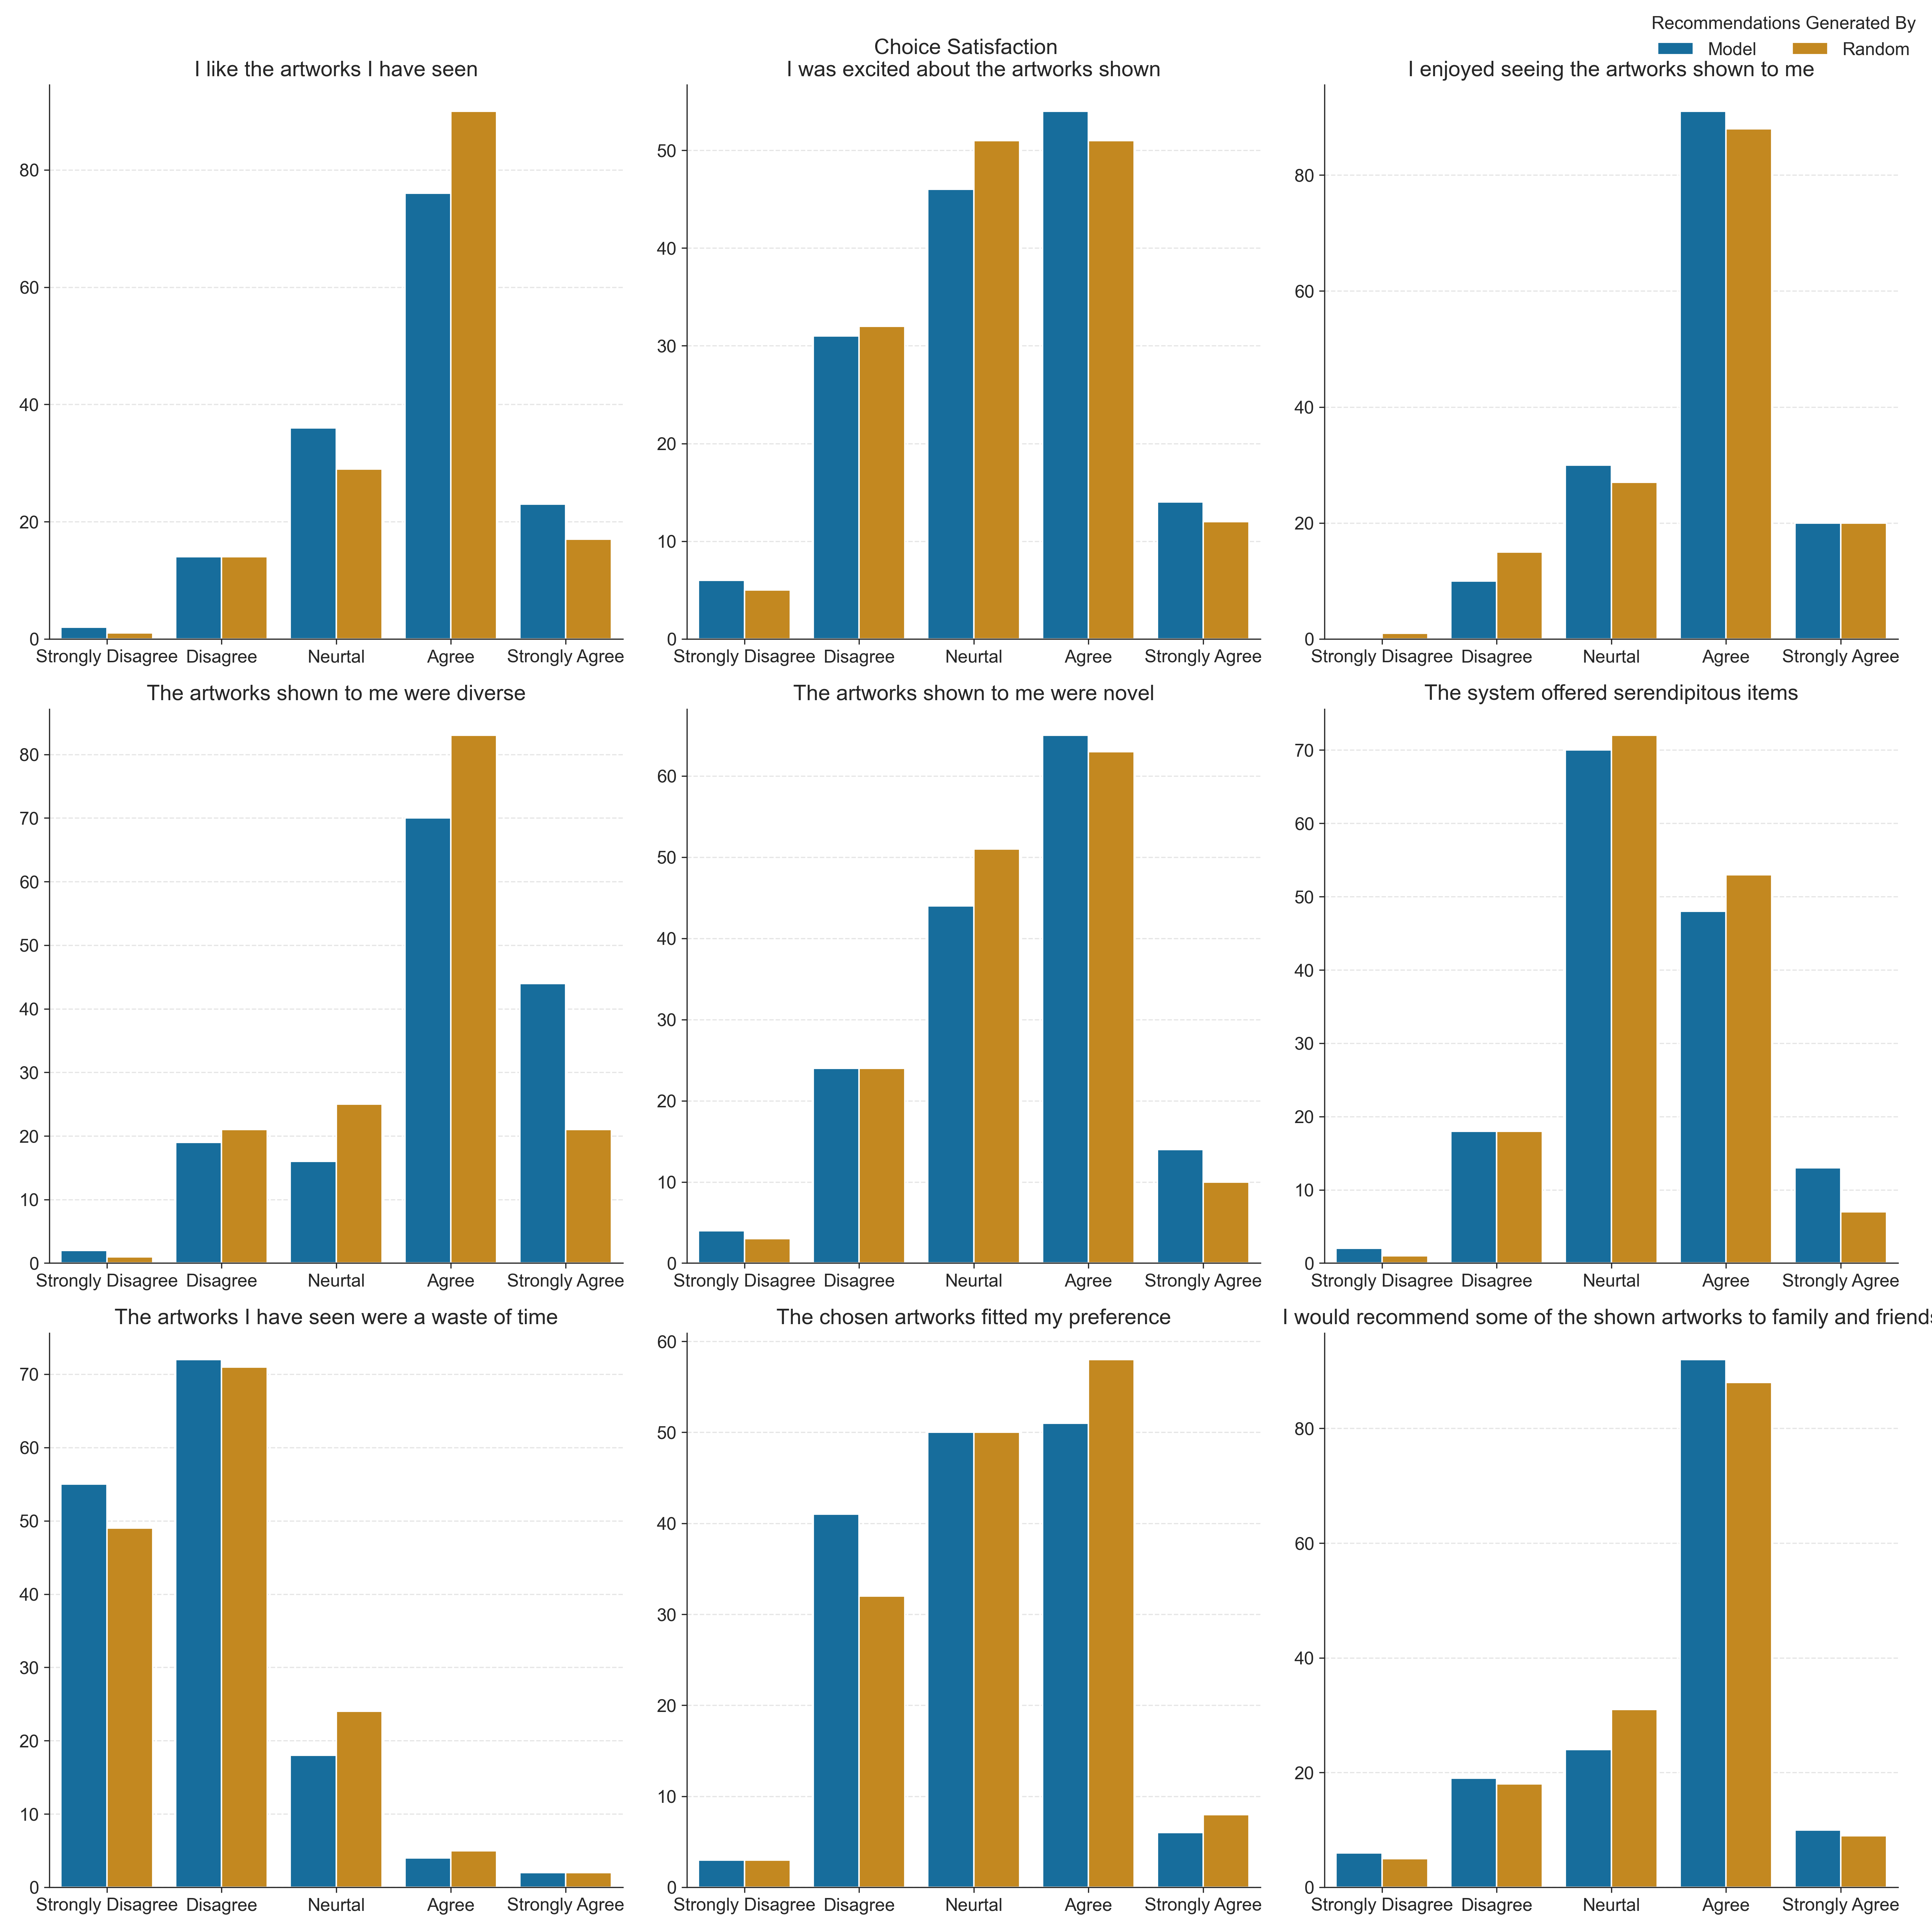 Recommendations Generated By
Model Random
Choice Satisfaction
I like the artworks I have seen
I was excited about the artworks shown
I enjoyed seeing the artworks shown to me
80
60
40
20
0
Strongly Disagree Disagree Neurtal Agree Strongly Agree
50
40
30
20
10
0
Strongly Disagree Disagree Neurtal Agree Strongly Agree
80
60
40
20
0
Strongly Disagree Disagree Neurtal Agree Strongly Agree
The artworks shown to me were diverse
80
70
60
50
40
30
20
10
0
Strongly Disagree Disagree Neurtal Agree Strongly Agree
The artworks shown to me were novel
60
50
40
30
20
10
0
Strongly Disagree Disagree Neurtal Agree Strongly Agree
The system offered serendipitous items
70
60
50
40
30
20
10
0
Strongly Disagree Disagree Neurtal Agree Strongly Agree
The artworks I have seen were a waste of time
70
60
50
40
30
20
10
0
Strongly Disagree Disagree Neurtal Agree Strongly Agree
The chosen artworks fitted my preference
60
50
40
30
20
10
0
Strongly Disagree Disagree Neurtal Agree Strongly Agree
I would recommend some of the shown artworks to family and friends
80
60
40
20
0
Strongly Disagree Disagree Neurtal Agree Strongly Agree